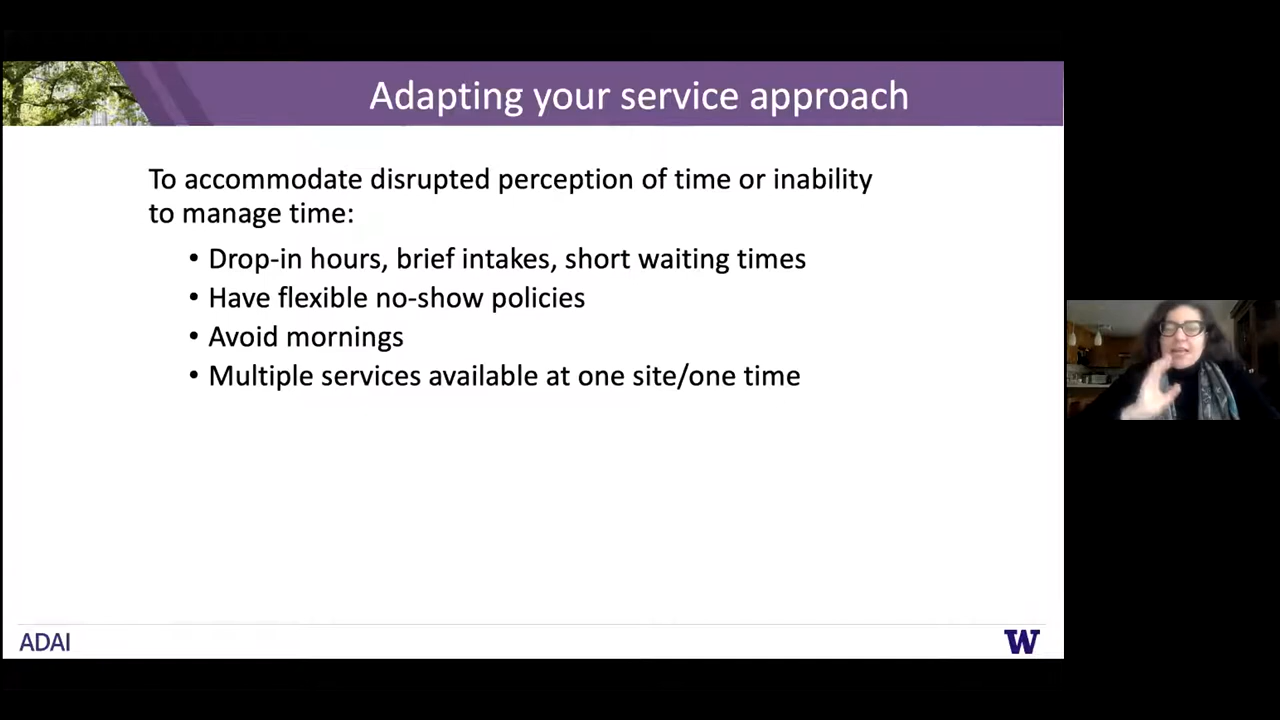 Adapting your service approach
To accommodate disrupted perception of time or inability
to manage time:
• Drop-in hours, brief intakes, short waiting times
• Have flexible no-show policies
• Avoid mornings
• Multiple services available at one site/one time
ADAI
W